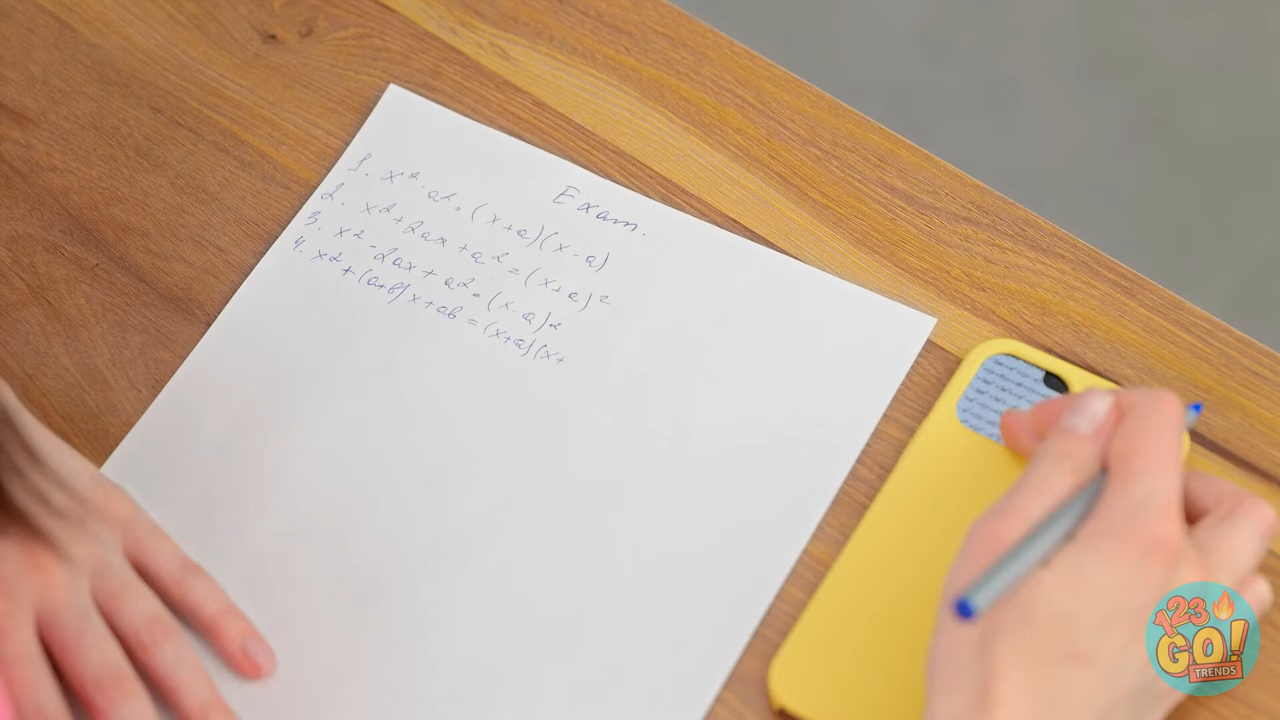 Exam.
1. x²-a² = (x+a)(x-a)
2. x²+2ax+a² = (x+a)²
3. x²-2ax+a² = (x-a)²
4. x²
+(a+b)x+ab = (x+a)(x+
123
GO!
TRENDS